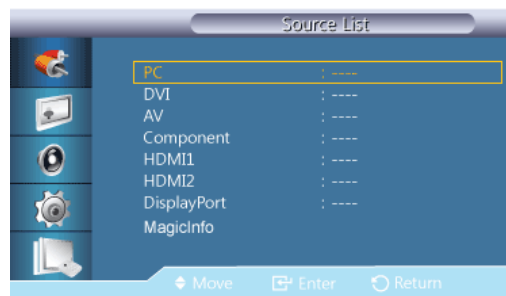 Source List
PC : ----
DVI : ----
AV : ----
Component : ----
HDMI1 : ----
HDMI2 : ----
DisplayPort : ----
MagicInfo
Move Enter Return